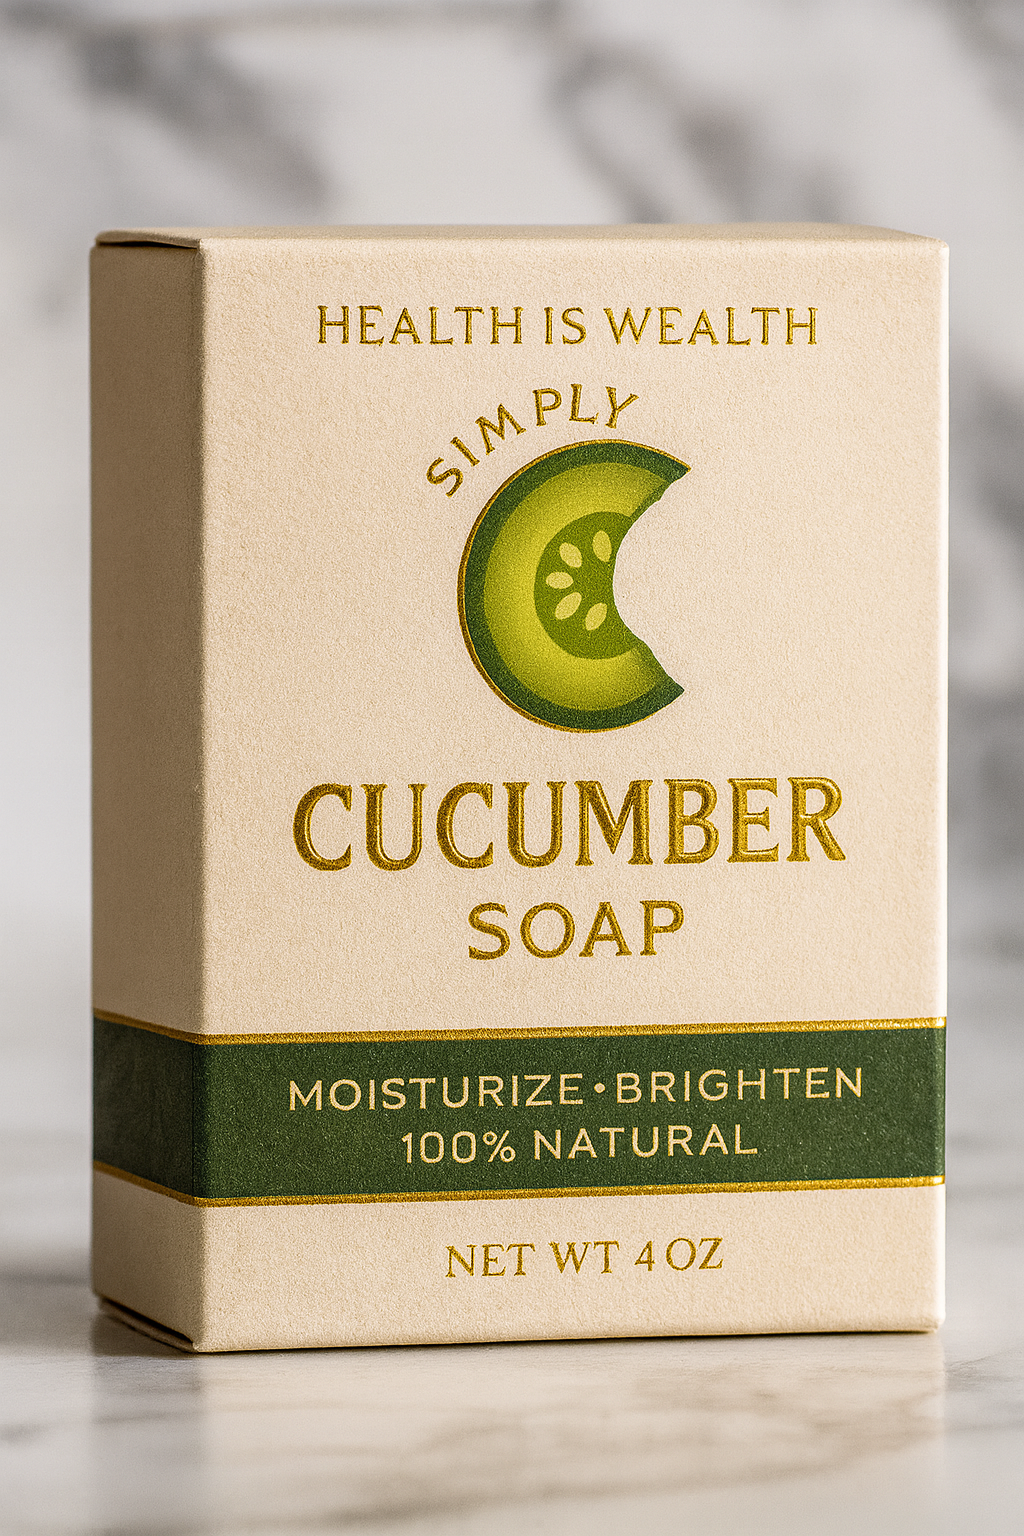 HEALTH IS WEALTH
SIMPLY
CUCUMBER
SOAP
MOISTURIZE • BRIGHTEN
100% NATURAL
NET WT 4 OZ